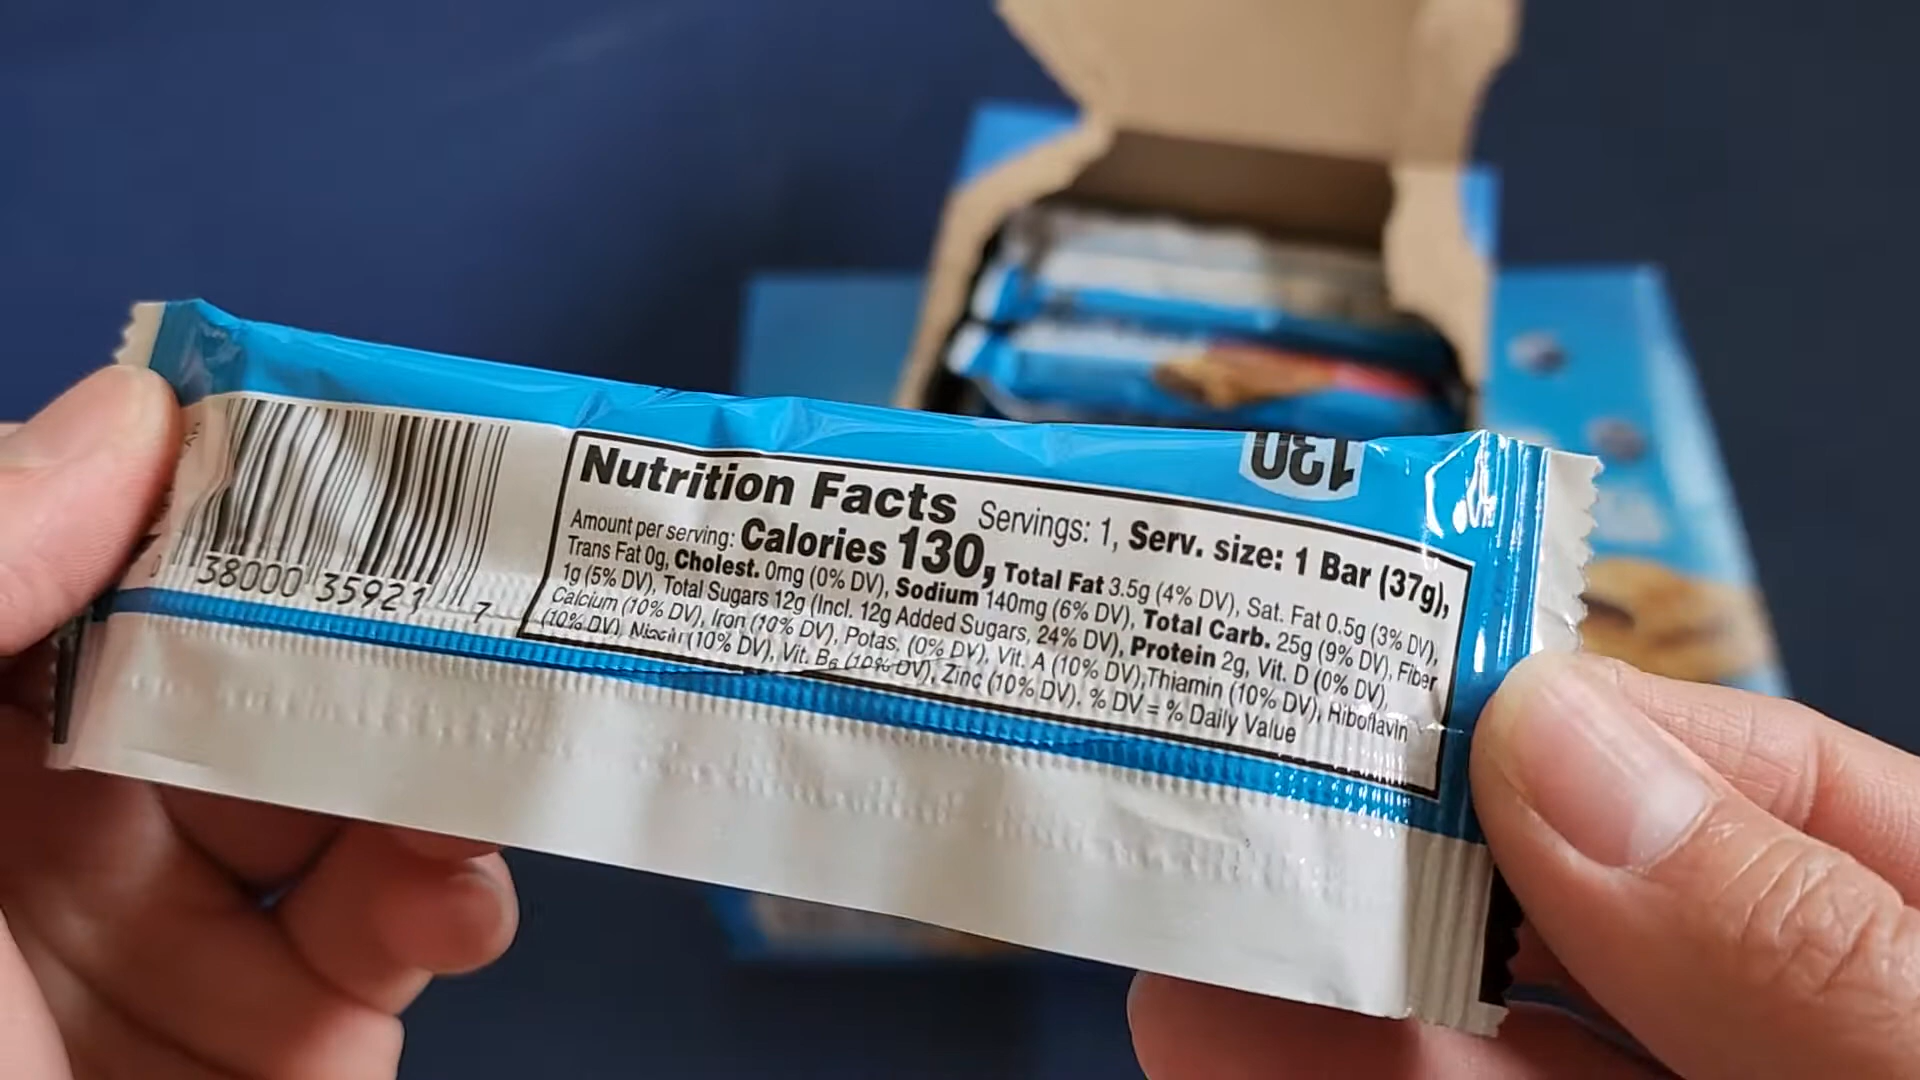 130
Nutrition Facts Servings: 1, Serv. size: 1 Bar (37g),
Amount per serving: Calories 130, Total Fat 3.5g (4% DV), Sat. Fat 0.5g (3% DV),
Trans Fat 0g, Cholest. 0mg (0% DV), Sodium 140mg (6% DV), Total Carb. 25g (9% DV), Fiber
1g (5% DV), Total Sugars 12g (Incl. 12g Added Sugars, 24% DV), Protein 2g, Vit. D (0% DV),
Calcium (10% DV), Iron (10% DV), Potas. (0% DV), Vit. A (10% DV),Thiamin (10% DV), Riboflavin
(10% DV), Niacin (10% DV), Vit. B₆ (10% DV), Zinc (10% DV). % DV = % Daily Value
0 38000 35921 7